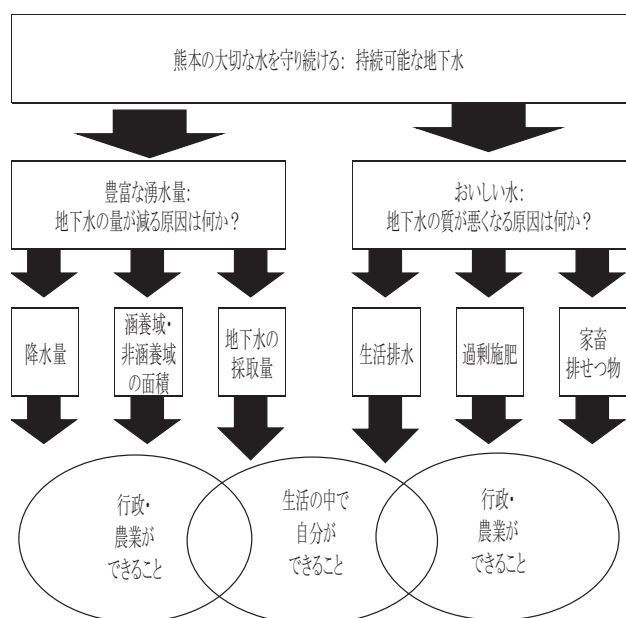 熊本の大切な水を守り続ける：持続可能な地下水
豊富な湧水量：
地下水の量が減る原因は何か？
おいしい水：
地下水の質が悪くなる原因は何か？
降水量
涵養域・
非涵養域
の面積
地下水の
採取量
生活排水
過剰施肥
家畜
排せつ物
行政・
農業が
できること
生活の中で
自分が
できること
行政・
農業が
できること